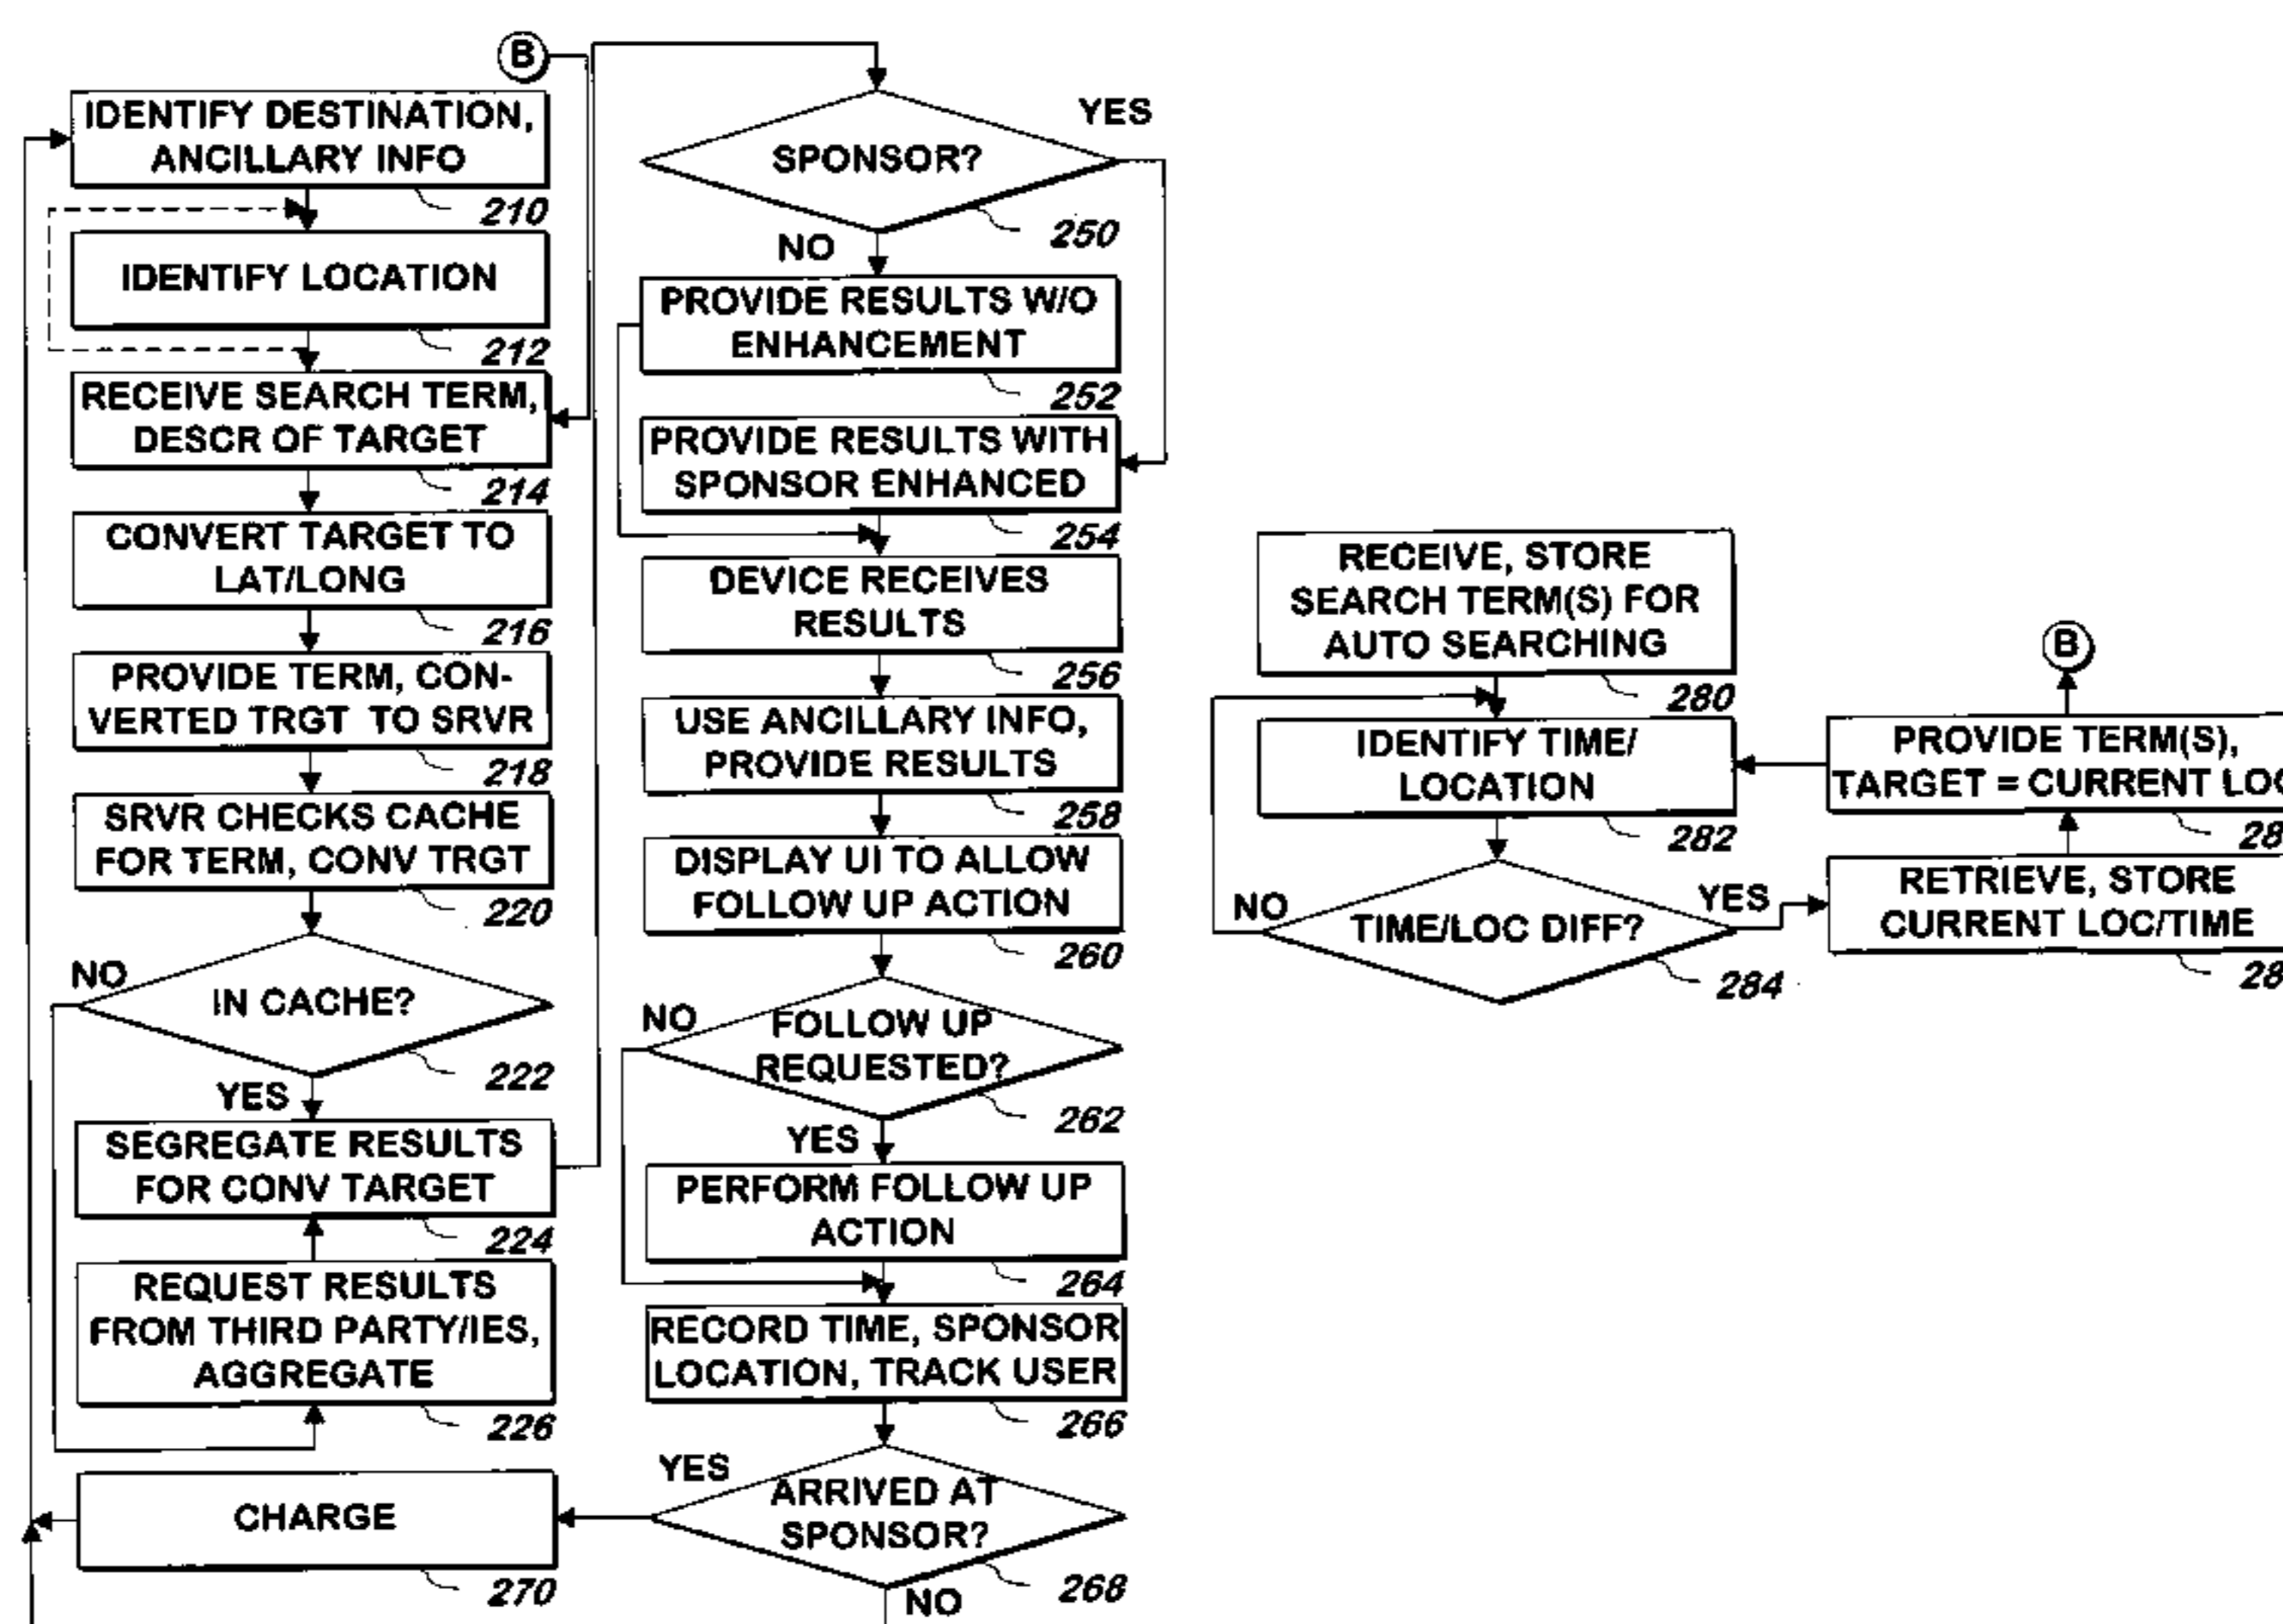 B
IDENTIFY DESTINATION,
ANCILLARY INFO
210
IDENTIFY LOCATION
212
RECEIVE SEARCH TERM,
DESCR OF TARGET
214
CONVERT TARGET TO
LAT/LONG
216
PROVIDE TERM, CON-
VERTED TRGT TO SRVR
218
SRVR CHECKS CACHE
FOR TERM, CONV TRGT
220
NO
IN CACHE?
222
YES
SEGREGATE RESULTS
FOR CONV TARGET
224
REQUEST RESULTS
FROM THIRD PARTY/IES,
AGGREGATE
226
CHARGE
270
YES
SPONSOR?
250
NO
PROVIDE RESULTS W/O
ENHANCEMENT
252
PROVIDE RESULTS WITH
SPONSOR ENHANCED
254
DEVICE RECEIVES
RESULTS
256
USE ANCILLARY INFO,
PROVIDE RESULTS
258
DISPLAY UI TO ALLOW
FOLLOW UP ACTION
260
NO
FOLLOW UP
REQUESTED?
262
YES
PERFORM FOLLOW UP
ACTION
264
RECORD TIME, SPONSOR
LOCATION, TRACK USER
266
YES
ARRIVED AT
SPONSOR?
268
NO
RECEIVE, STORE
SEARCH TERM(S) FOR
AUTO SEARCHING
280
IDENTIFY TIME/
LOCATION
282
NO
TIME/LOC DIFF?
YES
284
B
PROVIDE TERM(S),
TARGET = CURRENT
RETRIEVE, STORE
CURRENT LOC/TIME